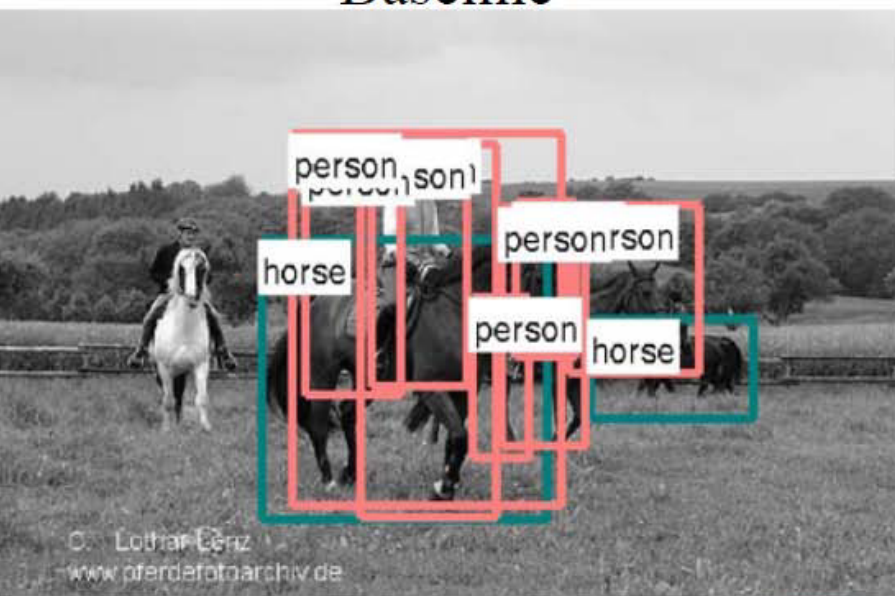 Baseline
person
person
son
person
rson
horse
person
horse
© Lothar Lenz
www.pferdefotoarchiv.de